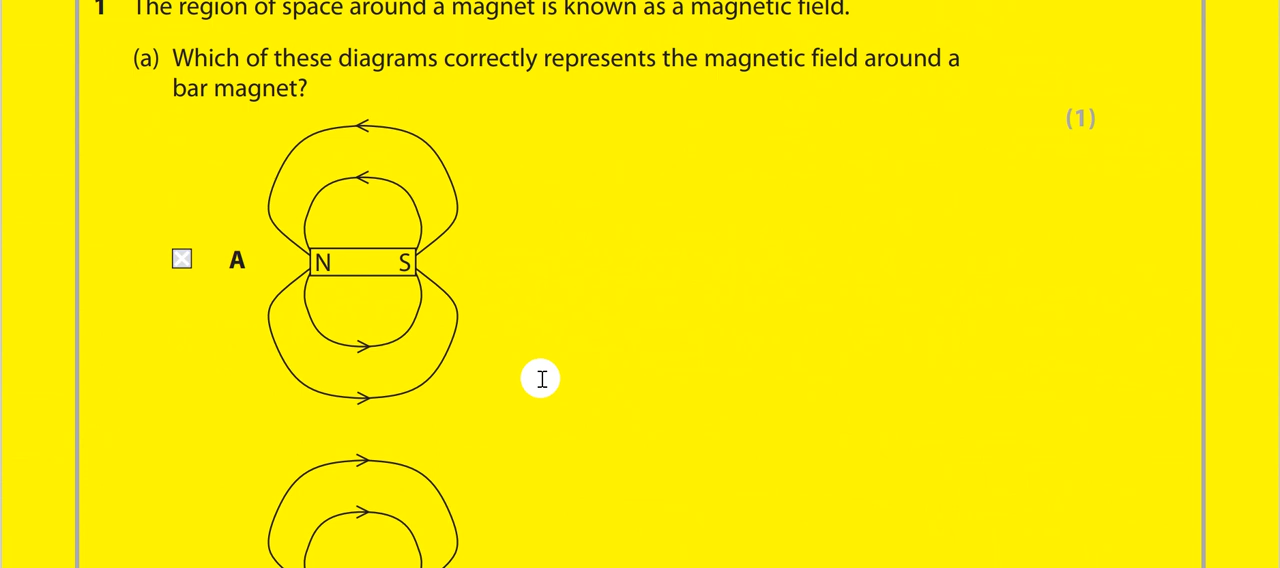 1 The region of space around a magnet is known as a magnetic field.
(a) Which of these diagrams correctly represents the magnetic field around a
bar magnet?
(1)
A
N S